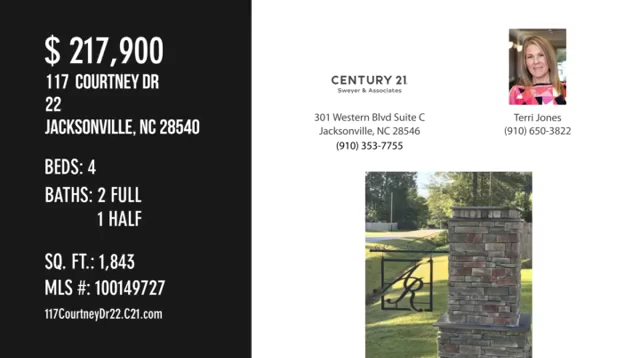 $ 217,900
117 COURTNEY DR
22
JACKSONVILLE, NC 28540
BEDS: 4
BATHS: 2 FULL
1 HALF
SQ. FT.: 1,843
MLS #: 100149727
117CourtneyDr22.C21.com
CENTURY 21
Sweyer & Associates
301 Western Blvd Suite C
Jacksonville, NC 28546
(910) 353-7755
Terri Jones
(910) 650-3822
AR